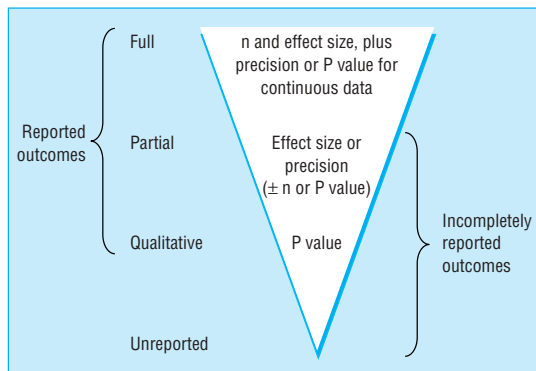 Full
n and effect size, plus
precision or P value for
continuous data
Reported
outcomes
Partial
Effect size or
precision
(± n or P value)
Qualitative
P value
Incompletely
reported
outcomes
Unreported